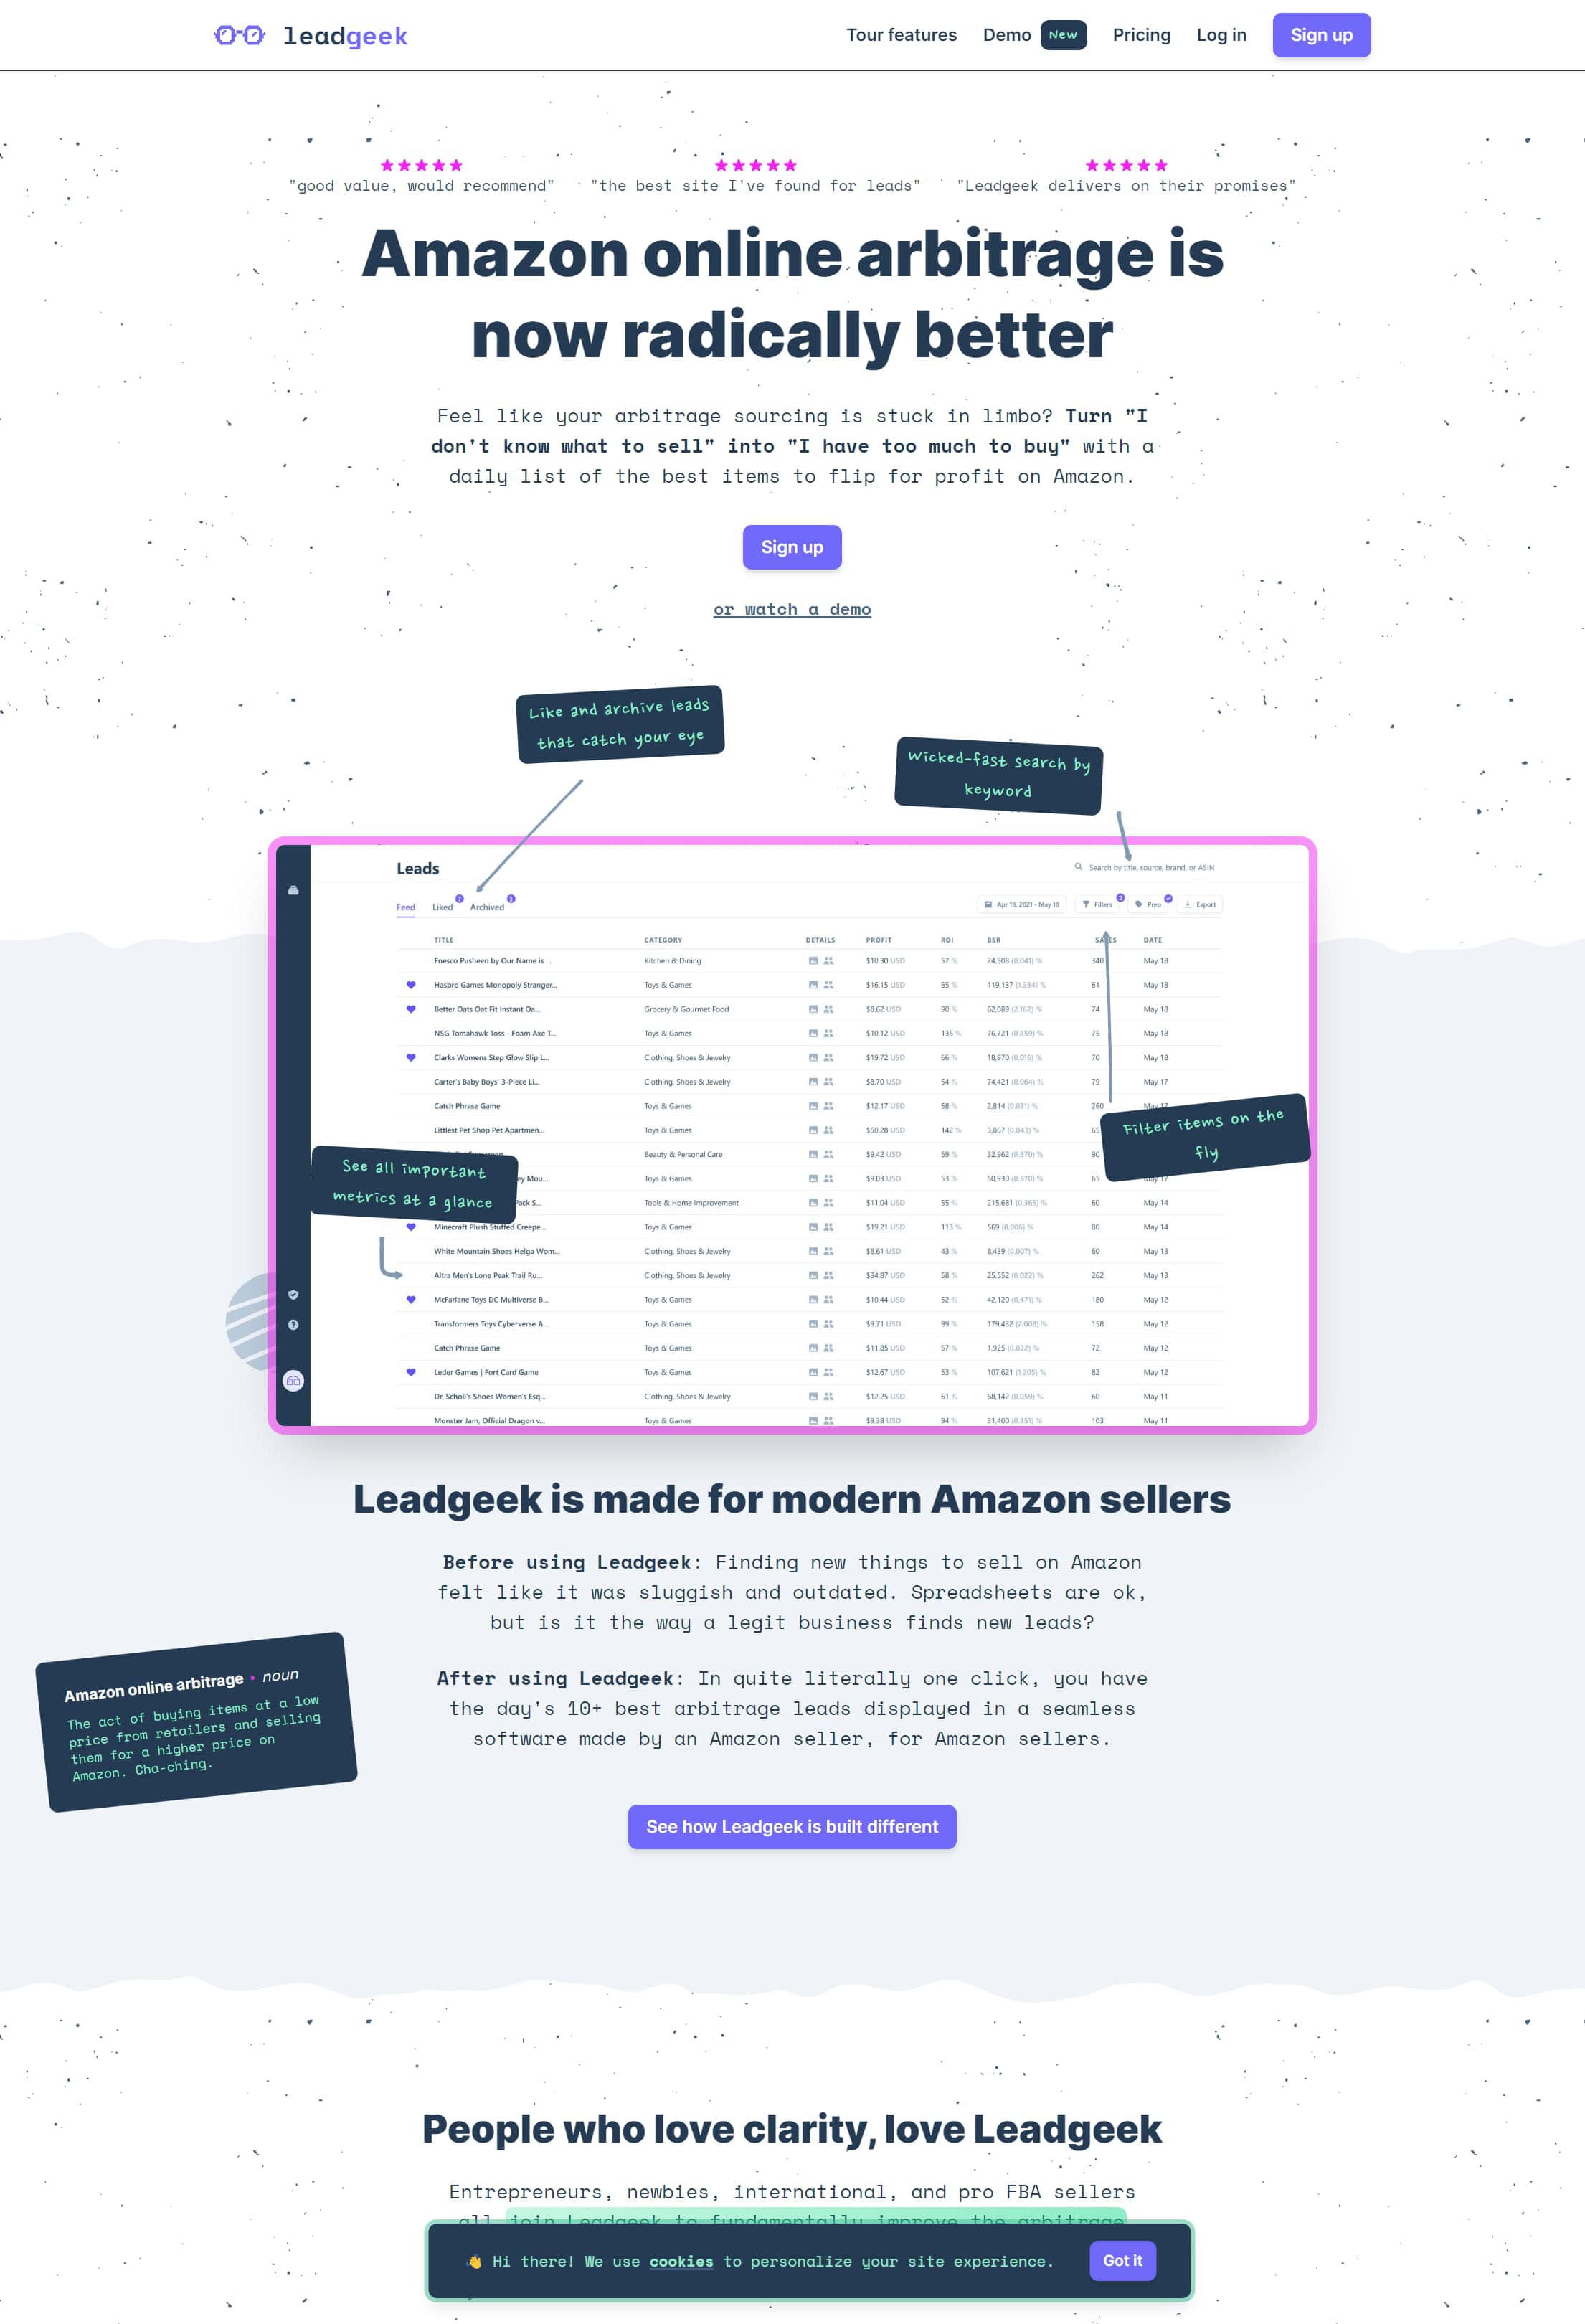 leadgeek
Tour features
Demo New
Pricing
Log in
Sign up
"good value, would recommend"
"the best site I've found for leads"
"Leadgeek delivers on their promises"
Amazon online arbitrage is
now radically better
Feel like your arbitrage sourcing is stuck in limbo? Turn "I
don't know what to sell" into "I have too much to buy" with a
daily list of the best items to flip for profit on Amazon.
Sign up
or watch a demo
Like and archive leads
that catch your eye
Wicked-fast search by
keyword
Leads
Search by title, source, brand, or ASIN
Feed Liked 7 Archived 3
Apr 18, 2021 - May 18 Filters 2 Prep Export
TITLE CATEGORY DETAILS PROFIT ROI BSR DATE
Enesco Pusheen by Our Name is ... Kitchen & Dining $10.30 USD 57 % 24,508 (0.041) % 340 May 18
Hasbro Games Monopoly Stranger... Toys & Games $16.15 USD 65 % 119,137 (1.334) % 61 May 18
Better Oats Oat Fit Instant Oa... Grocery & Gourmet Food $8.62 USD 90 % 62,089 (2.162) % 74 May 18
NSG Tomahawk Toss - Foam Axe T... Toys & Games $10.12 USD 135 % 76,721 (0.859) % 75 May 18
Clarks Womens Step Glow Slip L... Clothing, Shoes & Jewelry $19.72 USD 66 % 18,970 (0.016) % 70 May 18
Carter's Baby Boys' 3-Piece Li... Clothing, Shoes & Jewelry $8.70 USD 54 % 74,421 (0.064) % 79 May 17
Catch Phrase Game Toys & Games $12.17 USD 58 % 2,814 (0.031) % 260 May 17
Littlest Pet Shop Pet Apartmen... Toys & Games $50.28 USD 142 % 3,867 (0.043) % 65
Filter items on the
fly
Beauty & Personal Care $9.42 USD 59 % 32,962 (0.370) % 90
See all important
metrics at a glance
ey Mou... Toys & Games $9.03 USD 53 % 50,930 (0.570) % 65 May 17
Pack S... Tools & Home Improvement $11.04 USD 55 % 215,681 (0.365) % 60 May 14
Minecraft Plush Stuffed Creepe... Toys & Games $19.21 USD 113 % 569 (0.006) % 80 May 14
White Mountain Shoes Helga Wom... Clothing, Shoes & Jewelry $8.61 USD 43 % 8,439 (0.007) % 60 May 13
Altra Men's Lone Peak Trail Ru... Clothing, Shoes & Jewelry $34.87 USD 58 % 25,552 (0.022) % 262 May 13
McFarlane Toys DC Multiverse B... Toys & Games $10.44 USD 52 % 42,120 (0.471) % 180 May 12
Transformers Toys Cyberverse A... Toys & Games $9.71 USD 99 % 179,432 (2.008) % 158 May 12
Catch Phrase Game Toys & Games $11.85 USD 57 % 1,925 (0.022) % 72 May 12
Leder Games | Fort Card Game Toys & Games $12.67 USD 53 % 107,621 (1.205) % 82 May 12
Dr. Scholl's Shoes Women's Esq... Clothing, Shoes & Jewelry $12.25 USD 61 % 68,142 (0.059) % 60 May 11
Monster Jam, Official Dragon v... Toys & Games $9.38 USD 94 % 31,400 (0.351) % 103 May 11
Leadgeek is made for modern Amazon sellers
Before using Leadgeek: Finding new things to sell on Amazon
felt like it was sluggish and outdated. Spreadsheets are ok,
but is it the way a legit business finds new leads?
After using Leadgeek: In quite literally one click, you have
the day's 10+ best arbitrage leads displayed in a seamless
software made by an Amazon seller, for Amazon sellers.
Amazon online arbitrage • noun
The act of buying items at a low
price from retailers and selling
them for a higher price on
Amazon. Cha-ching.
See how Leadgeek is built different
People who love clarity, love Leadgeek
Entrepreneurs, newbies, international, and pro FBA sellers
all join Leadgeek to fundamentally improve the arbitrage
👋 Hi there! We use cookies to personalize your site experience.
Got it